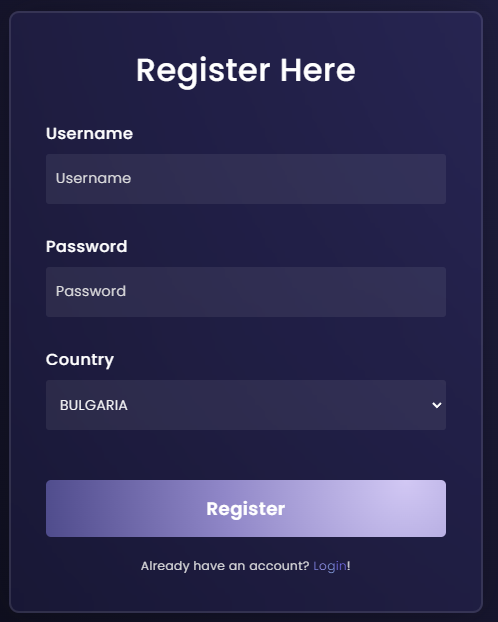 Register Here
Username
Username
Password
Password
Country
BULGARIA
Register
Already have an account? Login!